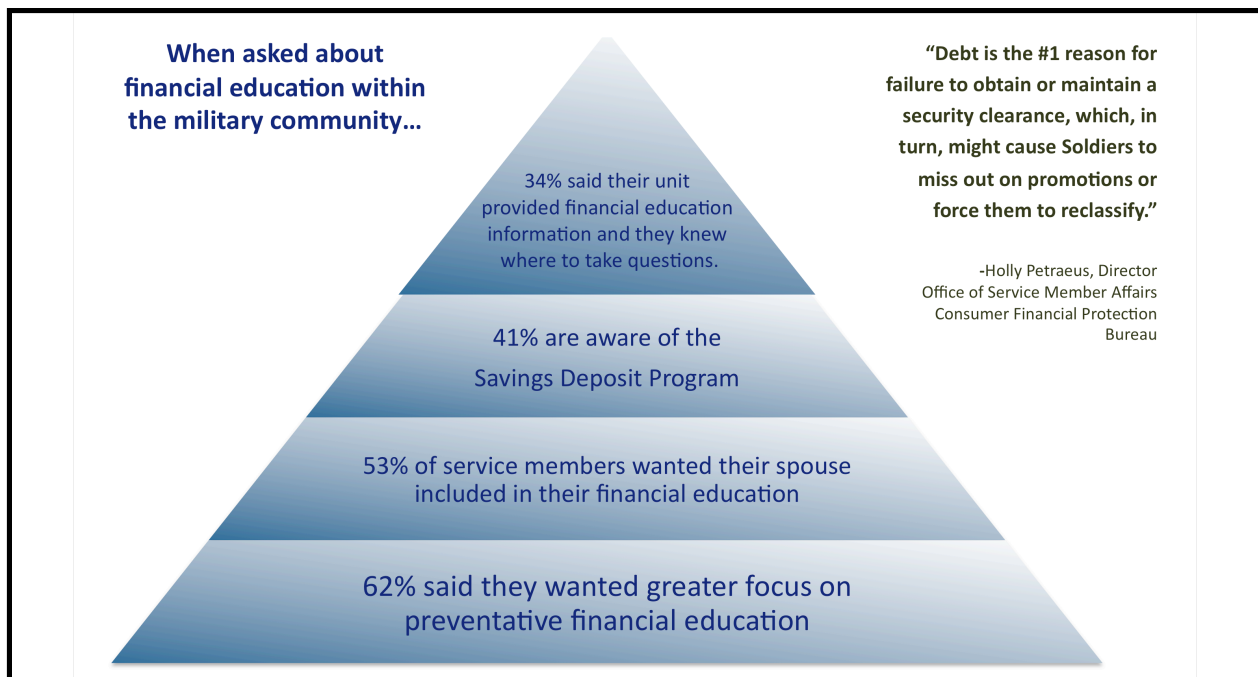 When asked about
financial education within
the military community…
“Debt is the #1 reason for
failure to obtain or maintain a
security clearance, which, in
turn, might cause Soldiers to
miss out on promotions or
force them to reclassify.”
-Holly Petraeus, Director
Office of Service Member Affairs
Consumer Financial Protection
Bureau
34% said their unit
provided financial education
information and they knew
where to take questions.
41% are aware of the
Savings Deposit Program
53% of service members wanted their spouse
included in their financial education
62% said they wanted greater focus on
preventative financial education